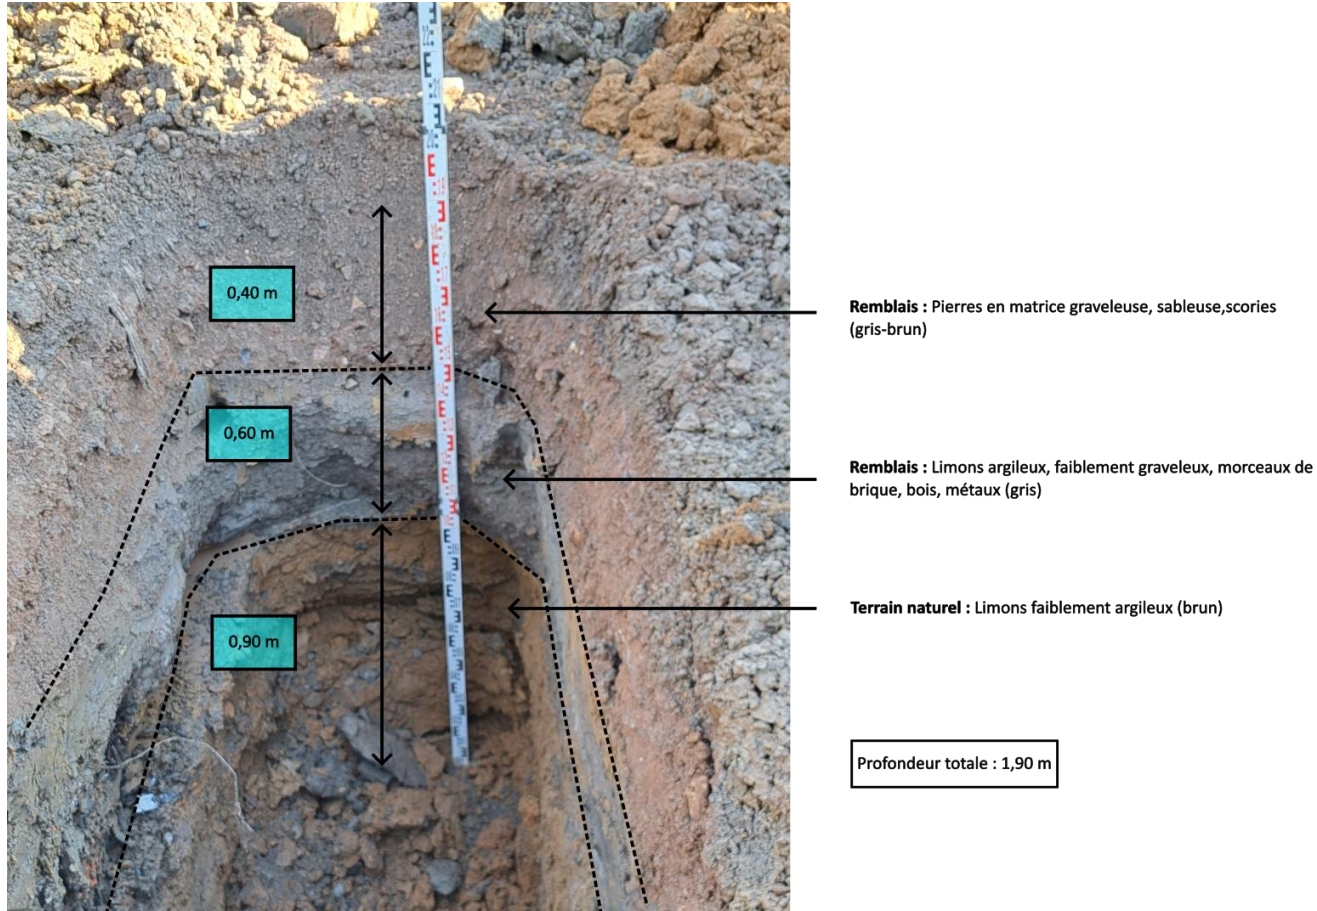 0,40 m
Remblais : Pierres en matrice graveleuse, sableuse,scories
(gris-brun)
0,60 m
Remblais : Limons argileux, faiblement graveleux, morceaux de
brique, bois, métaux (gris)
Terrain naturel : Limons faiblement argileux (brun)
0,90 m
Profondeur totale : 1,90 m